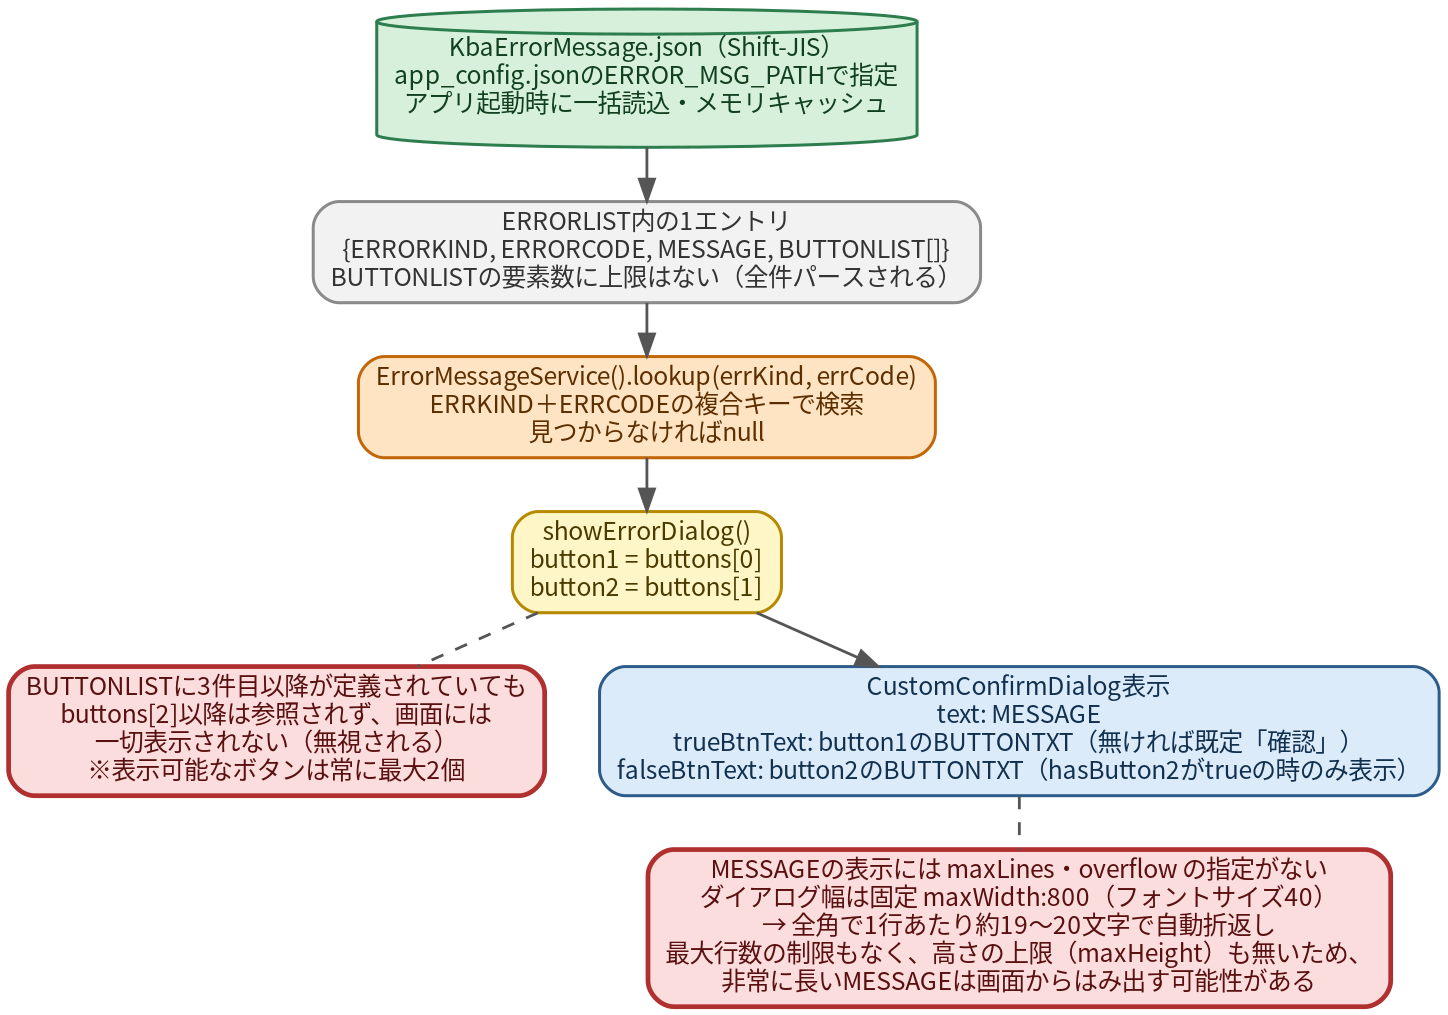 KbaErrorMessage.json（Shift-JIS）
app_config.jsonのERROR_MSG_PATHで指定
アプリ起動時に一括読込・メモリキャッシュ
ERRORLIST内の1エントリ
{ERRORKIND, ERRORCODE, MESSAGE, BUTTONLIST[]}
BUTTONLISTの要素数に上限はない（全件パースされる）
ErrorMessageService().lookup(errKind, errCode)
ERRKIND＋ERRCODEの複合キーで検索
見つからなければnull
showErrorDialog()
button1 = buttons[0]
button2 = buttons[1]
BUTTONLISTに3件目以降が定義されていても
buttons[2]以降は参照されず、画面には
一切表示されない（無視される）
※表示可能なボタンは常に最大2個
CustomConfirmDialog表示
text: MESSAGE
trueBtnText: button1のBUTTONTXT（無ければ既定「確認」）
falseBtnText: button2のBUTTONTXT（hasButton2がtrueの時のみ表示）
MESSAGEの表示には maxLines・overflow の指定がない
ダイアログ幅は固定 maxWidth:800（フォントサイズ40）
→ 全角で1行あたり約19〜20文字で自動折返し
最大行数の制限もなく、高さの上限（maxHeight）も無いため、
非常に長いMESSAGEは画面からはみ出す可能性がある